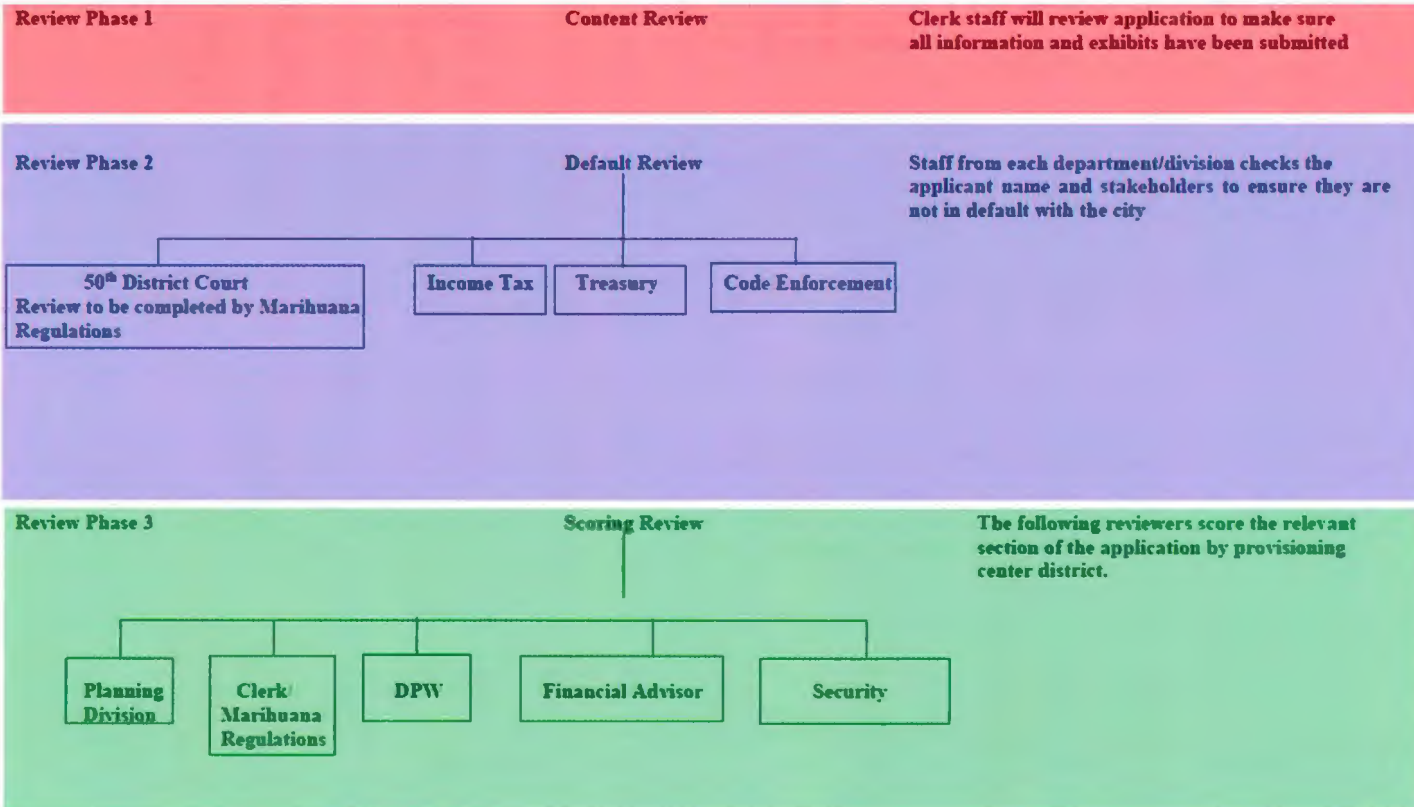 Review Phase 1
Content Review
Clerk staff will review application to make sure
all information and exhibits have been submitted
Review Phase 2
Default Review
Staff from each department/division checks the
applicant name and stakeholders to ensure they are
not in default with the city
50th District Court
Review to be completed by Marihuana
Regulations
Income Tax
Treasury
Code Enforcement
Review Phase 3
Scoring Review
The following reviewers score the relevant
section of the application by provisioning
center district.
Planning
Division
Clerk/
Marihuana
Regulations
DPW
Financial Advisor
Security